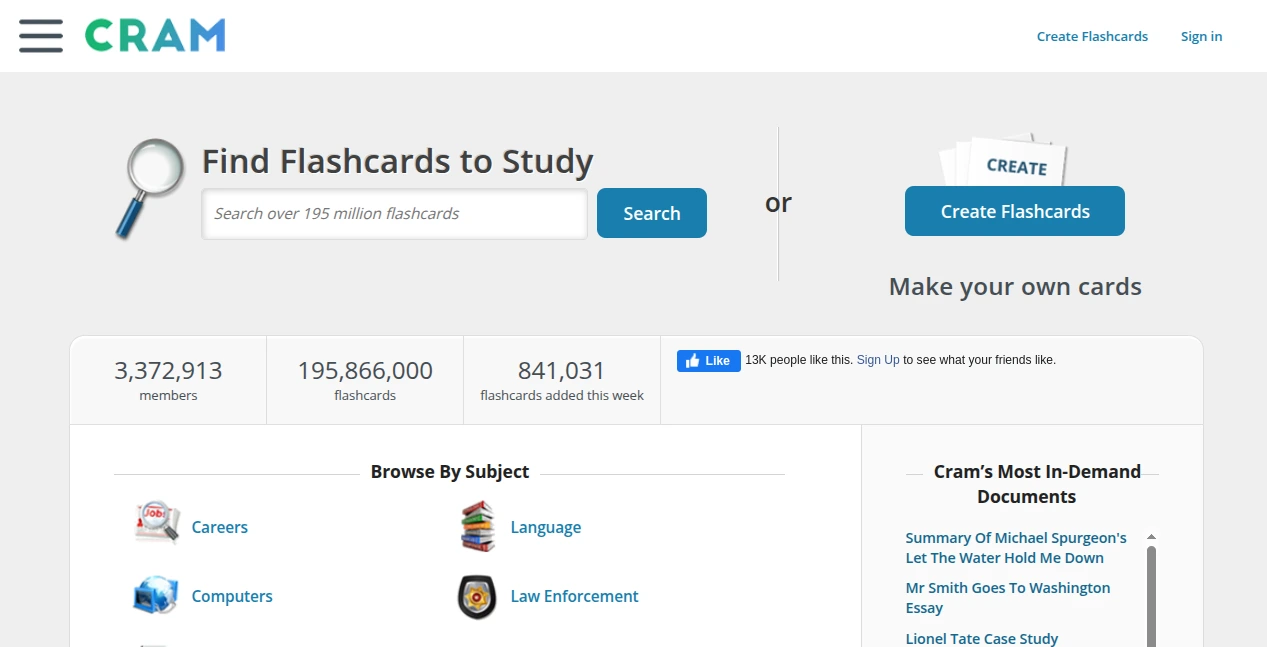 CRAM
Create Flashcards
Sign in
Find Flashcards to Study
Search over 195 million flashcards
Search
or
CREATE
Create Flashcards
Make your own cards
3,372,913
members
195,866,000
flashcards
841,031
flashcards added this week
Like
13K people like this. Sign Up to see what your friends like.
Browse By Subject
Job!
Careers
Language
Computers
Law Enforcement
Cram's Most In-Demand
Documents
Summary Of Michael Spurgeon's
Let The Water Hold Me Down
Mr Smith Goes To Washington
Essay
Lionel Tate Case Study